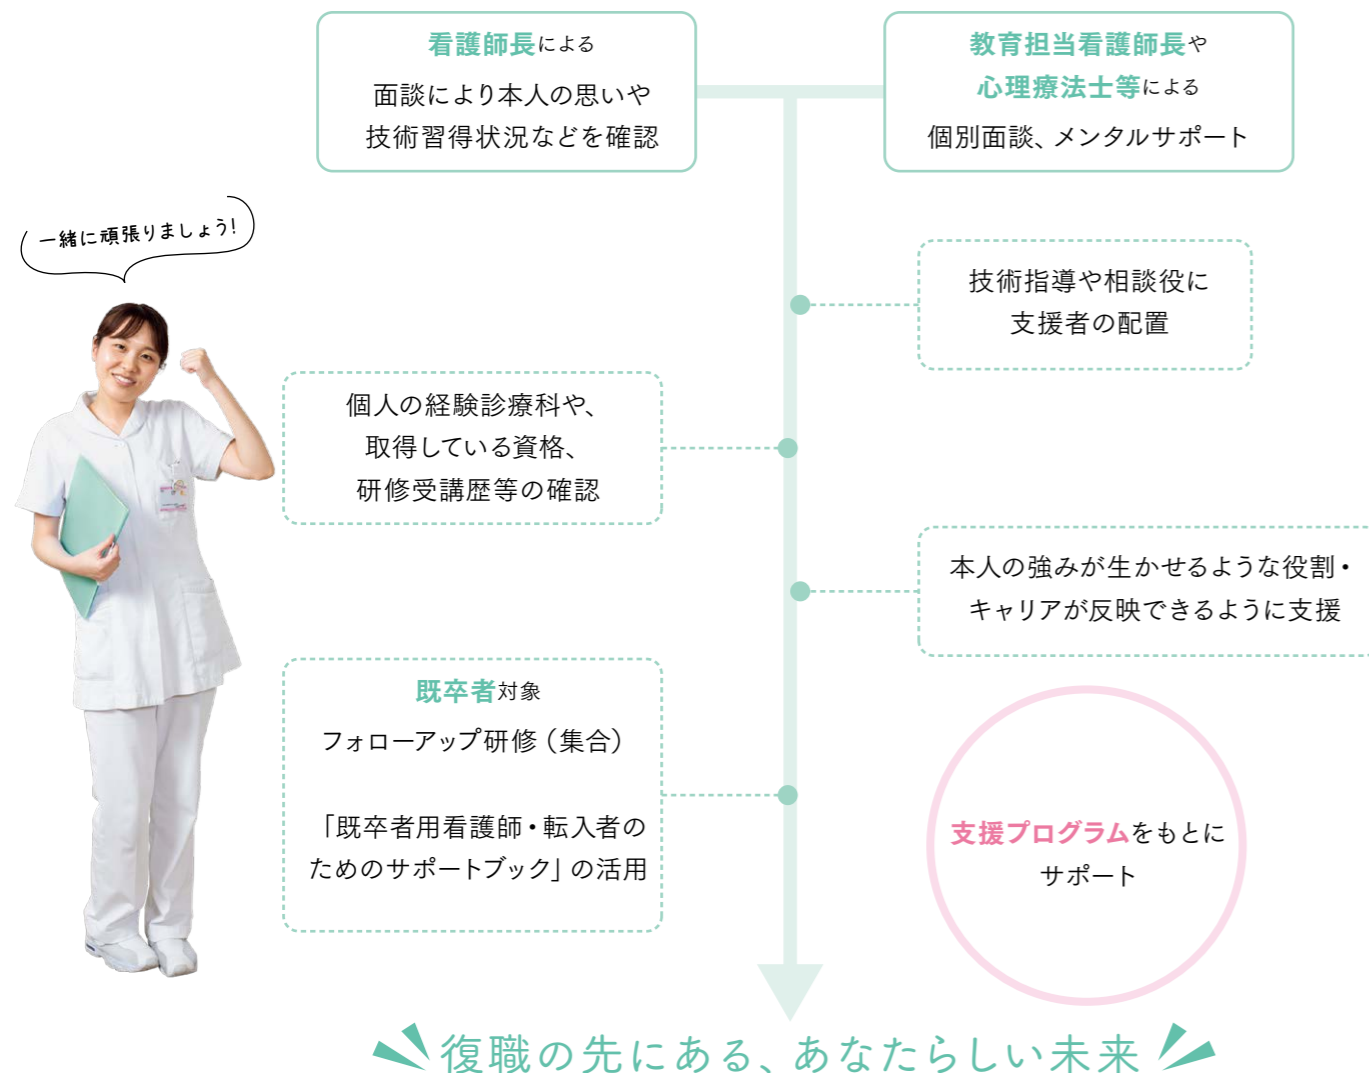 看護師長による
面談により本人の思いや
技術習得状況などを確認
教育担当看護師長や
心理療法士等による
個別面談、メンタルサポート
一緒に頑張りましょう!
技術指導や相談役に
支援者の配置
個人の経験診療科や、
取得している資格、
研修受講歴等の確認
本人の強みが生かせるような役割・
キャリアが反映できるように支援
既卒者対象
フォローアップ研修（集合）
「既卒者用看護師・転入者の
ためのサポートブック」の活用
支援プログラムをもとに
サポート
復職の先にある、あなたらしい未来